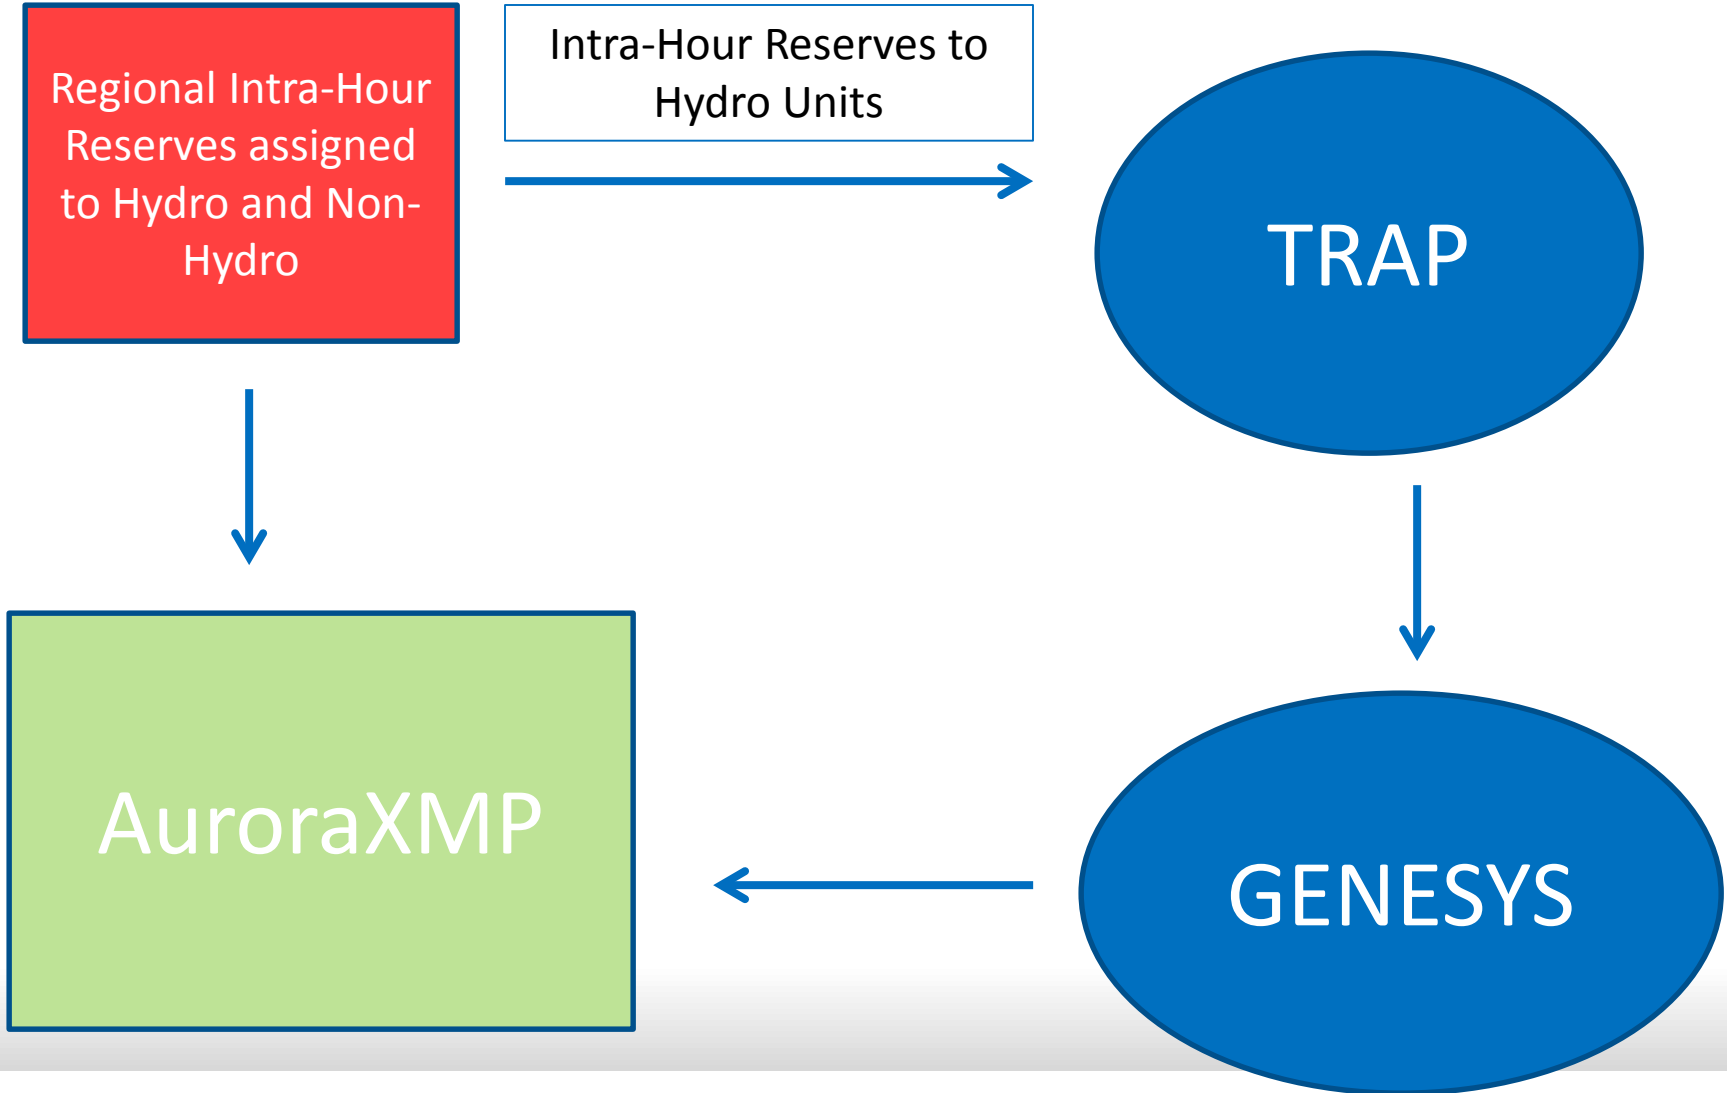 Regional Intra-Hour
Reserves assigned
to Hydro and Non-
Hydro
Intra-Hour Reserves to
Hydro Units
TRAP
AuroraXMP
GENESYS